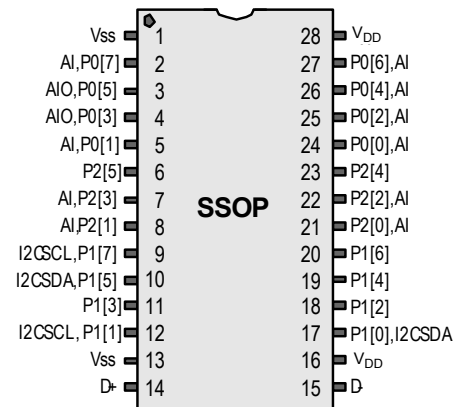 Vss 1 28 VDD
AI,P0[7] 2 27 P0[6],AI
AIO,P0[5] 3 26 P0[4],AI
AIO,P0[3] 4 25 P0[2],AI
AI,P0[1] 5 24 P0[0],AI
P2[5] 6 23 P2[4]
AI,P2[3] 7 22 P2[2],AI
SSOP
AI,P2[1] 8 21 P2[0],AI
I2CSCL,P1[7] 9 20 P1[6]
I2CSDA,P1[5] 10 19 P1[4]
P1[3] 11 18 P1[2]
I2CSCL, P1[1] 12 17 P1[0],I2CSDA
Vss 13 16 VDD
D+ 14 15 D-